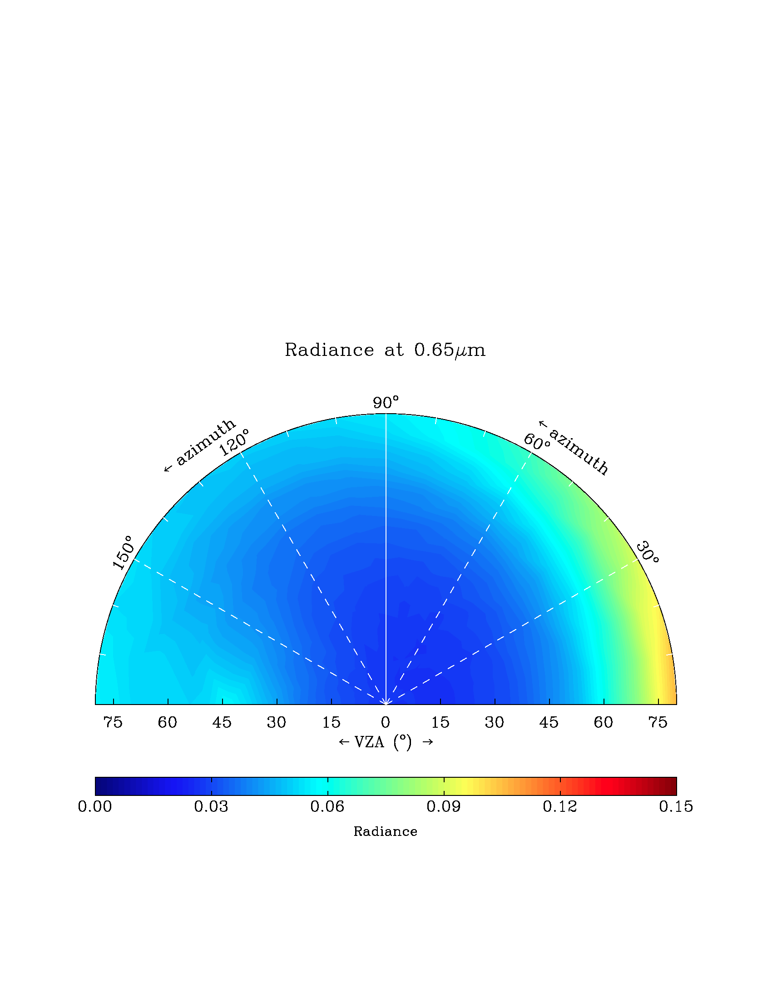 Radiance at 0.65μm
90°
← azimuth
120°
← azimuth
60°
150°
30°
75 60 45 30 15 0 15 30 45 60 75
← VZA (°) →
0.00 0.03 0.06 0.09 0.12 0.15
Radiance